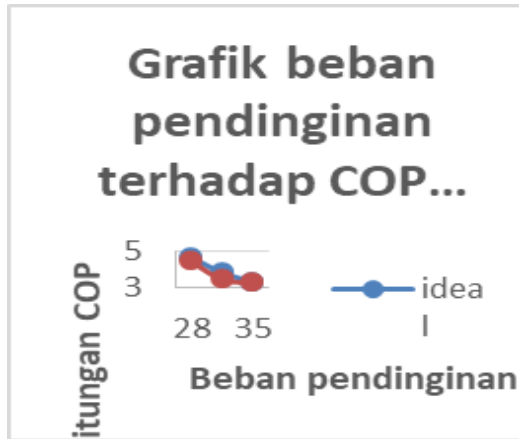 Grafik beban
pendinginan
terhadap COP...
5
3
28 35
idea
l
Beban pendinginan
itungan COP